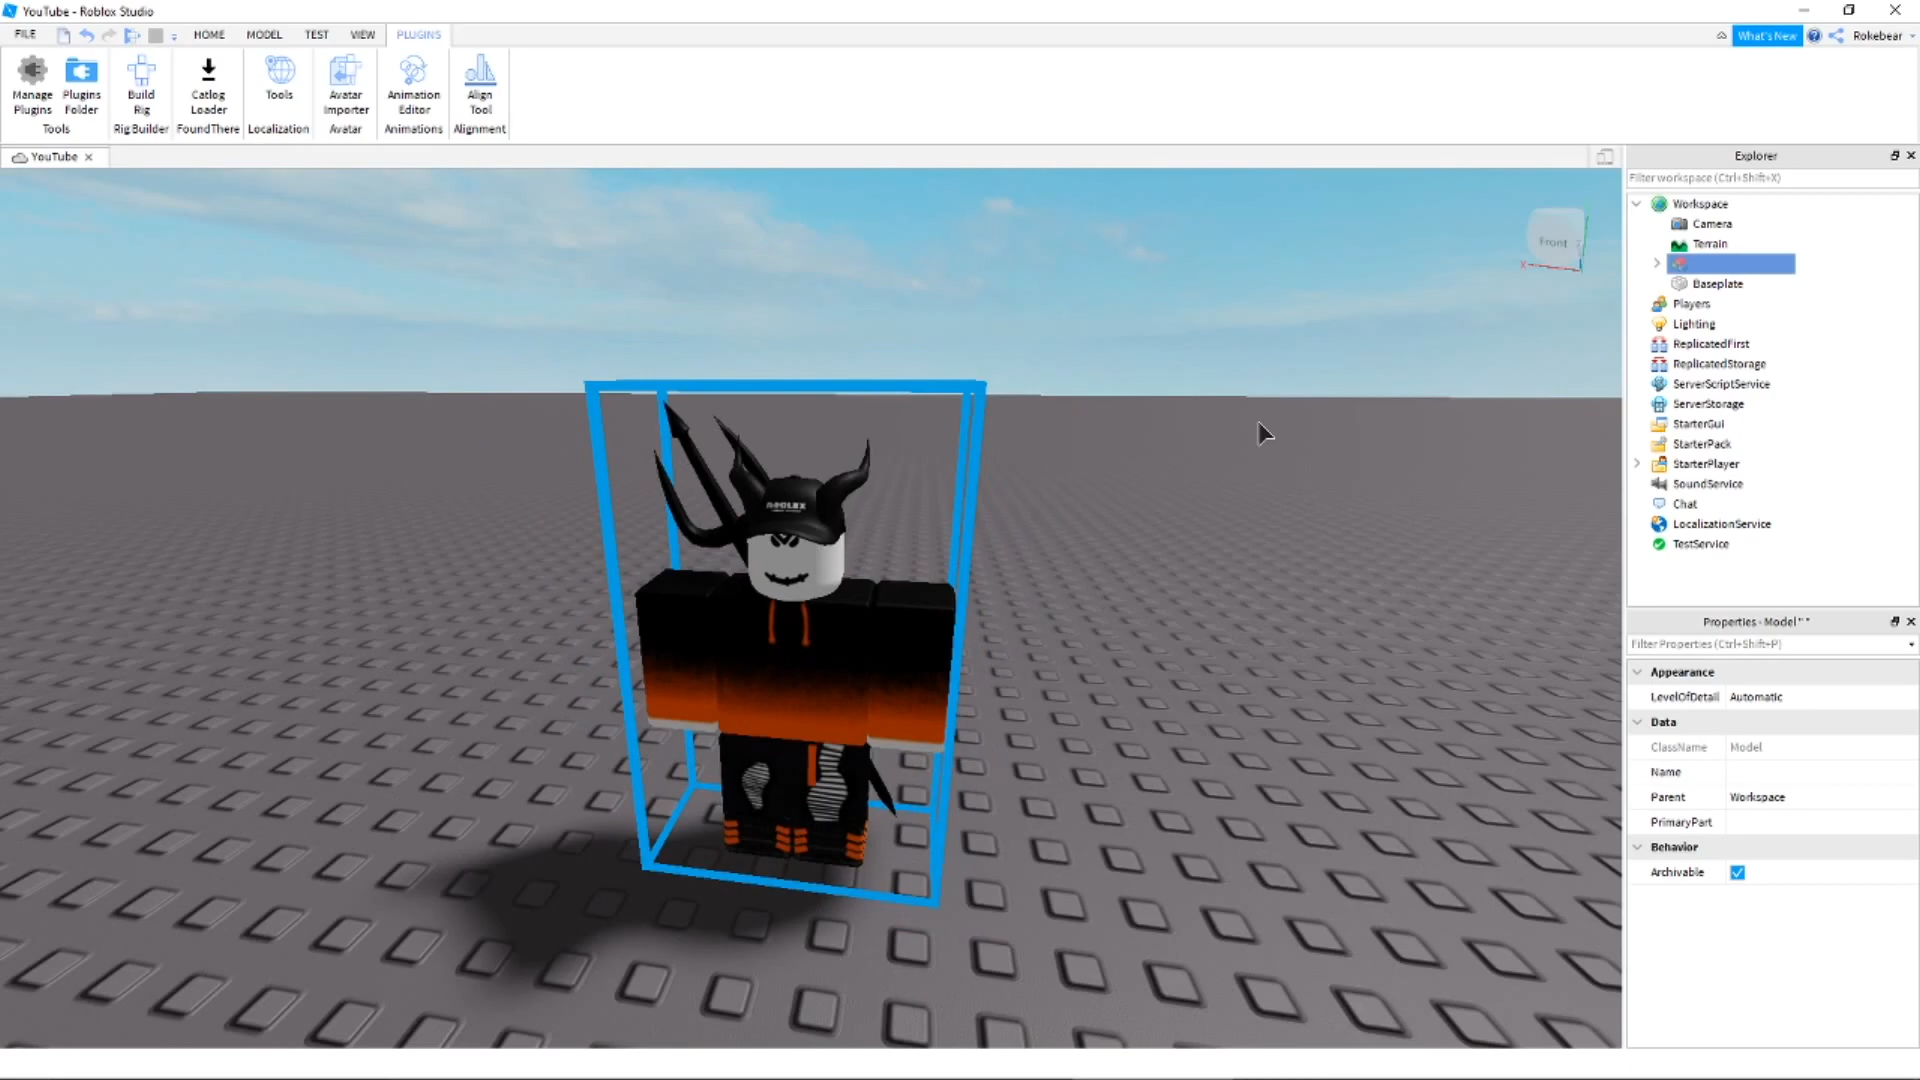 YouTube - Roblox Studio
FILE HOME MODEL TEST VIEW PLUGINS What's New Rokebear
Manage Plugins
Plugins Folder
Build Rig
Catlog Loader
Tools
Avatar Importer
Animation Editor
Align Tool
Tools Rig Builder FoundThere Localization Avatar Animations Alignment
YouTube
Explorer
Filter workspace (Ctrl+Shift+X)
Workspace
Camera
Terrain
Baseplate
Players
Lighting
ReplicatedFirst
ReplicatedStorage
ServerScriptService
ServerStorage
StarterGui
StarterPack
StarterPlayer
SoundService
Chat
LocalizationService
TestService
Front
X
ROBLOX
Properties - Model " "
Filter Properties (Ctrl+Shift+P)
Appearance
LevelOfDetail Automatic
Data
ClassName Model
Name
Parent Workspace
PrimaryPart
Behavior
Archivable